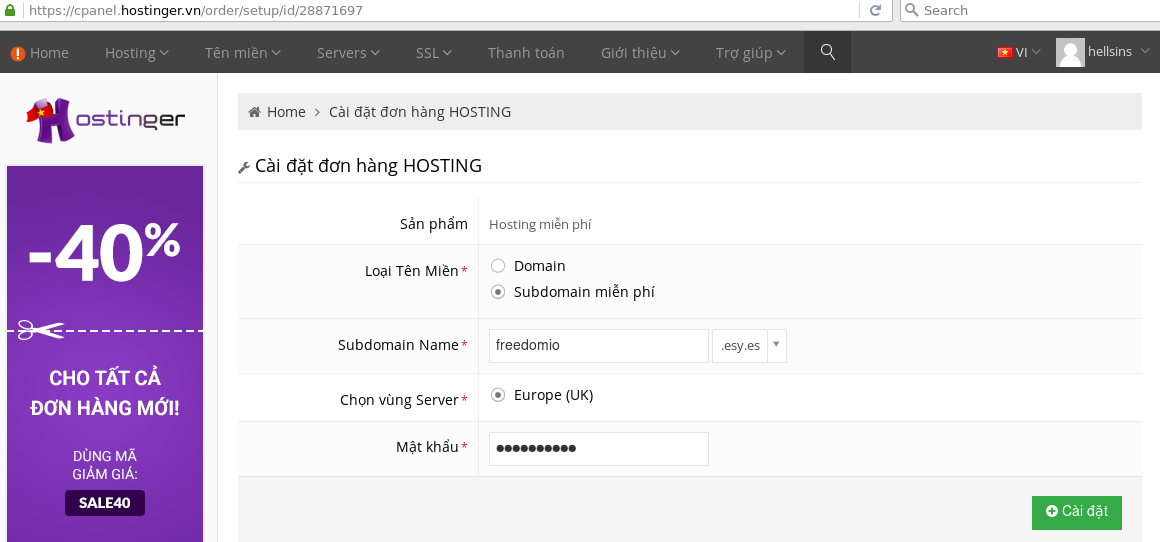 https://cpanel.hostinger.vn/order/setup/id/28871697
Search
Home Hosting Tên miền Servers SSL Thanh toán Giới thiệu Trợ giúp VI hellsins
Hostinger
Home > Cài đặt đơn hàng HOSTING
Cài đặt đơn hàng HOSTING
-40%
CHO TẤT CẢ
ĐƠN HÀNG MỚI!
DÙNG MÃ
GIẢM GIÁ:
SALE40
Sản phẩm Hosting miễn phí
Loại Tên Miền* Domain
Subdomain miễn phí
Subdomain Name* freedomio .esy.es
Chọn vùng Server* Europe (UK)
Mật khẩu* ●●●●●●●●●●
Cài đặt